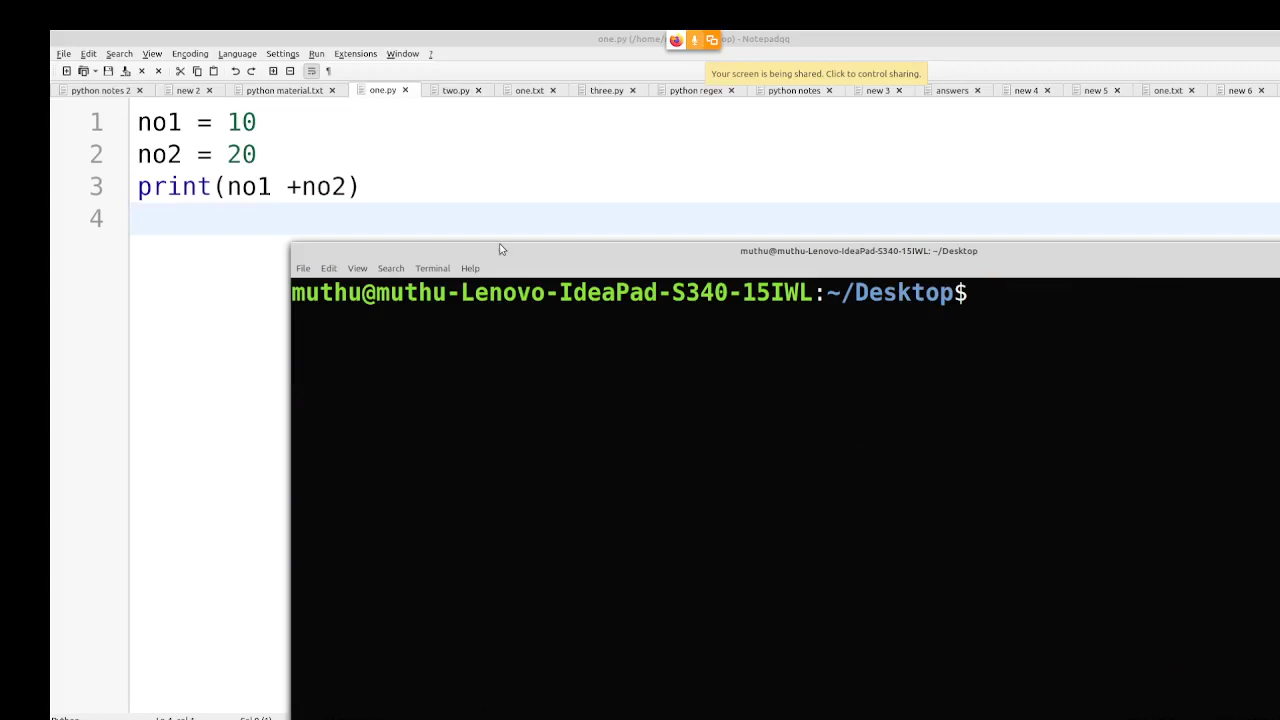 one.py (/home/ op) - Notepadqq
File Edit Search View Encoding Language Settings Run Extensions Window ?
Your screen is being shared. Click to control sharing.
python notes 2 new 2 python material.txt one.py two.py one.txt three.py python regex python notes new 3 answers new 4 new 5 one.txt new 6
1 no1 = 10
2 no2 = 20
3 print(no1 +no2)
4
muthu@muthu-Lenovo-IdeaPad-S340-15IWL: ~/Desktop
File Edit View Search Terminal Help
muthu@muthu-Lenovo-IdeaPad-S340-15IWL:~/Desktop$